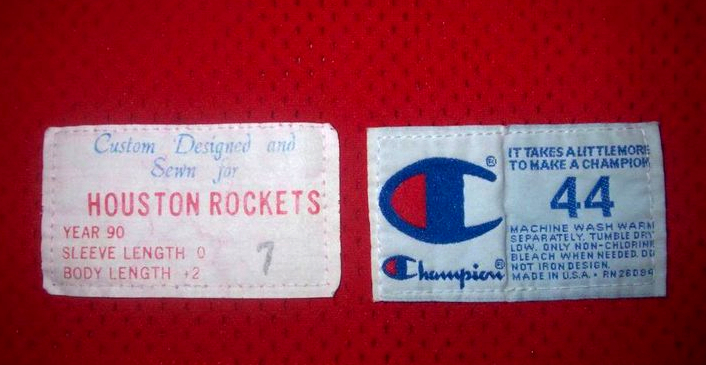 Custom Designed and
Sewn for
HOUSTON ROCKETS
YEAR 90
SLEEVE LENGTH 0
BODY LENGTH +2
7
C®
Champion®
IT TAKES A LITTLE MORE
TO MAKE A CHAMPION
44
MACHINE WASH WARM
SEPARATELY. TUMBLE DRY
LOW. ONLY NON-CHLORINE
BLEACH WHEN NEEDED. DO
NOT IRON DESIGN.
MADE IN U.S.A. • RN26094